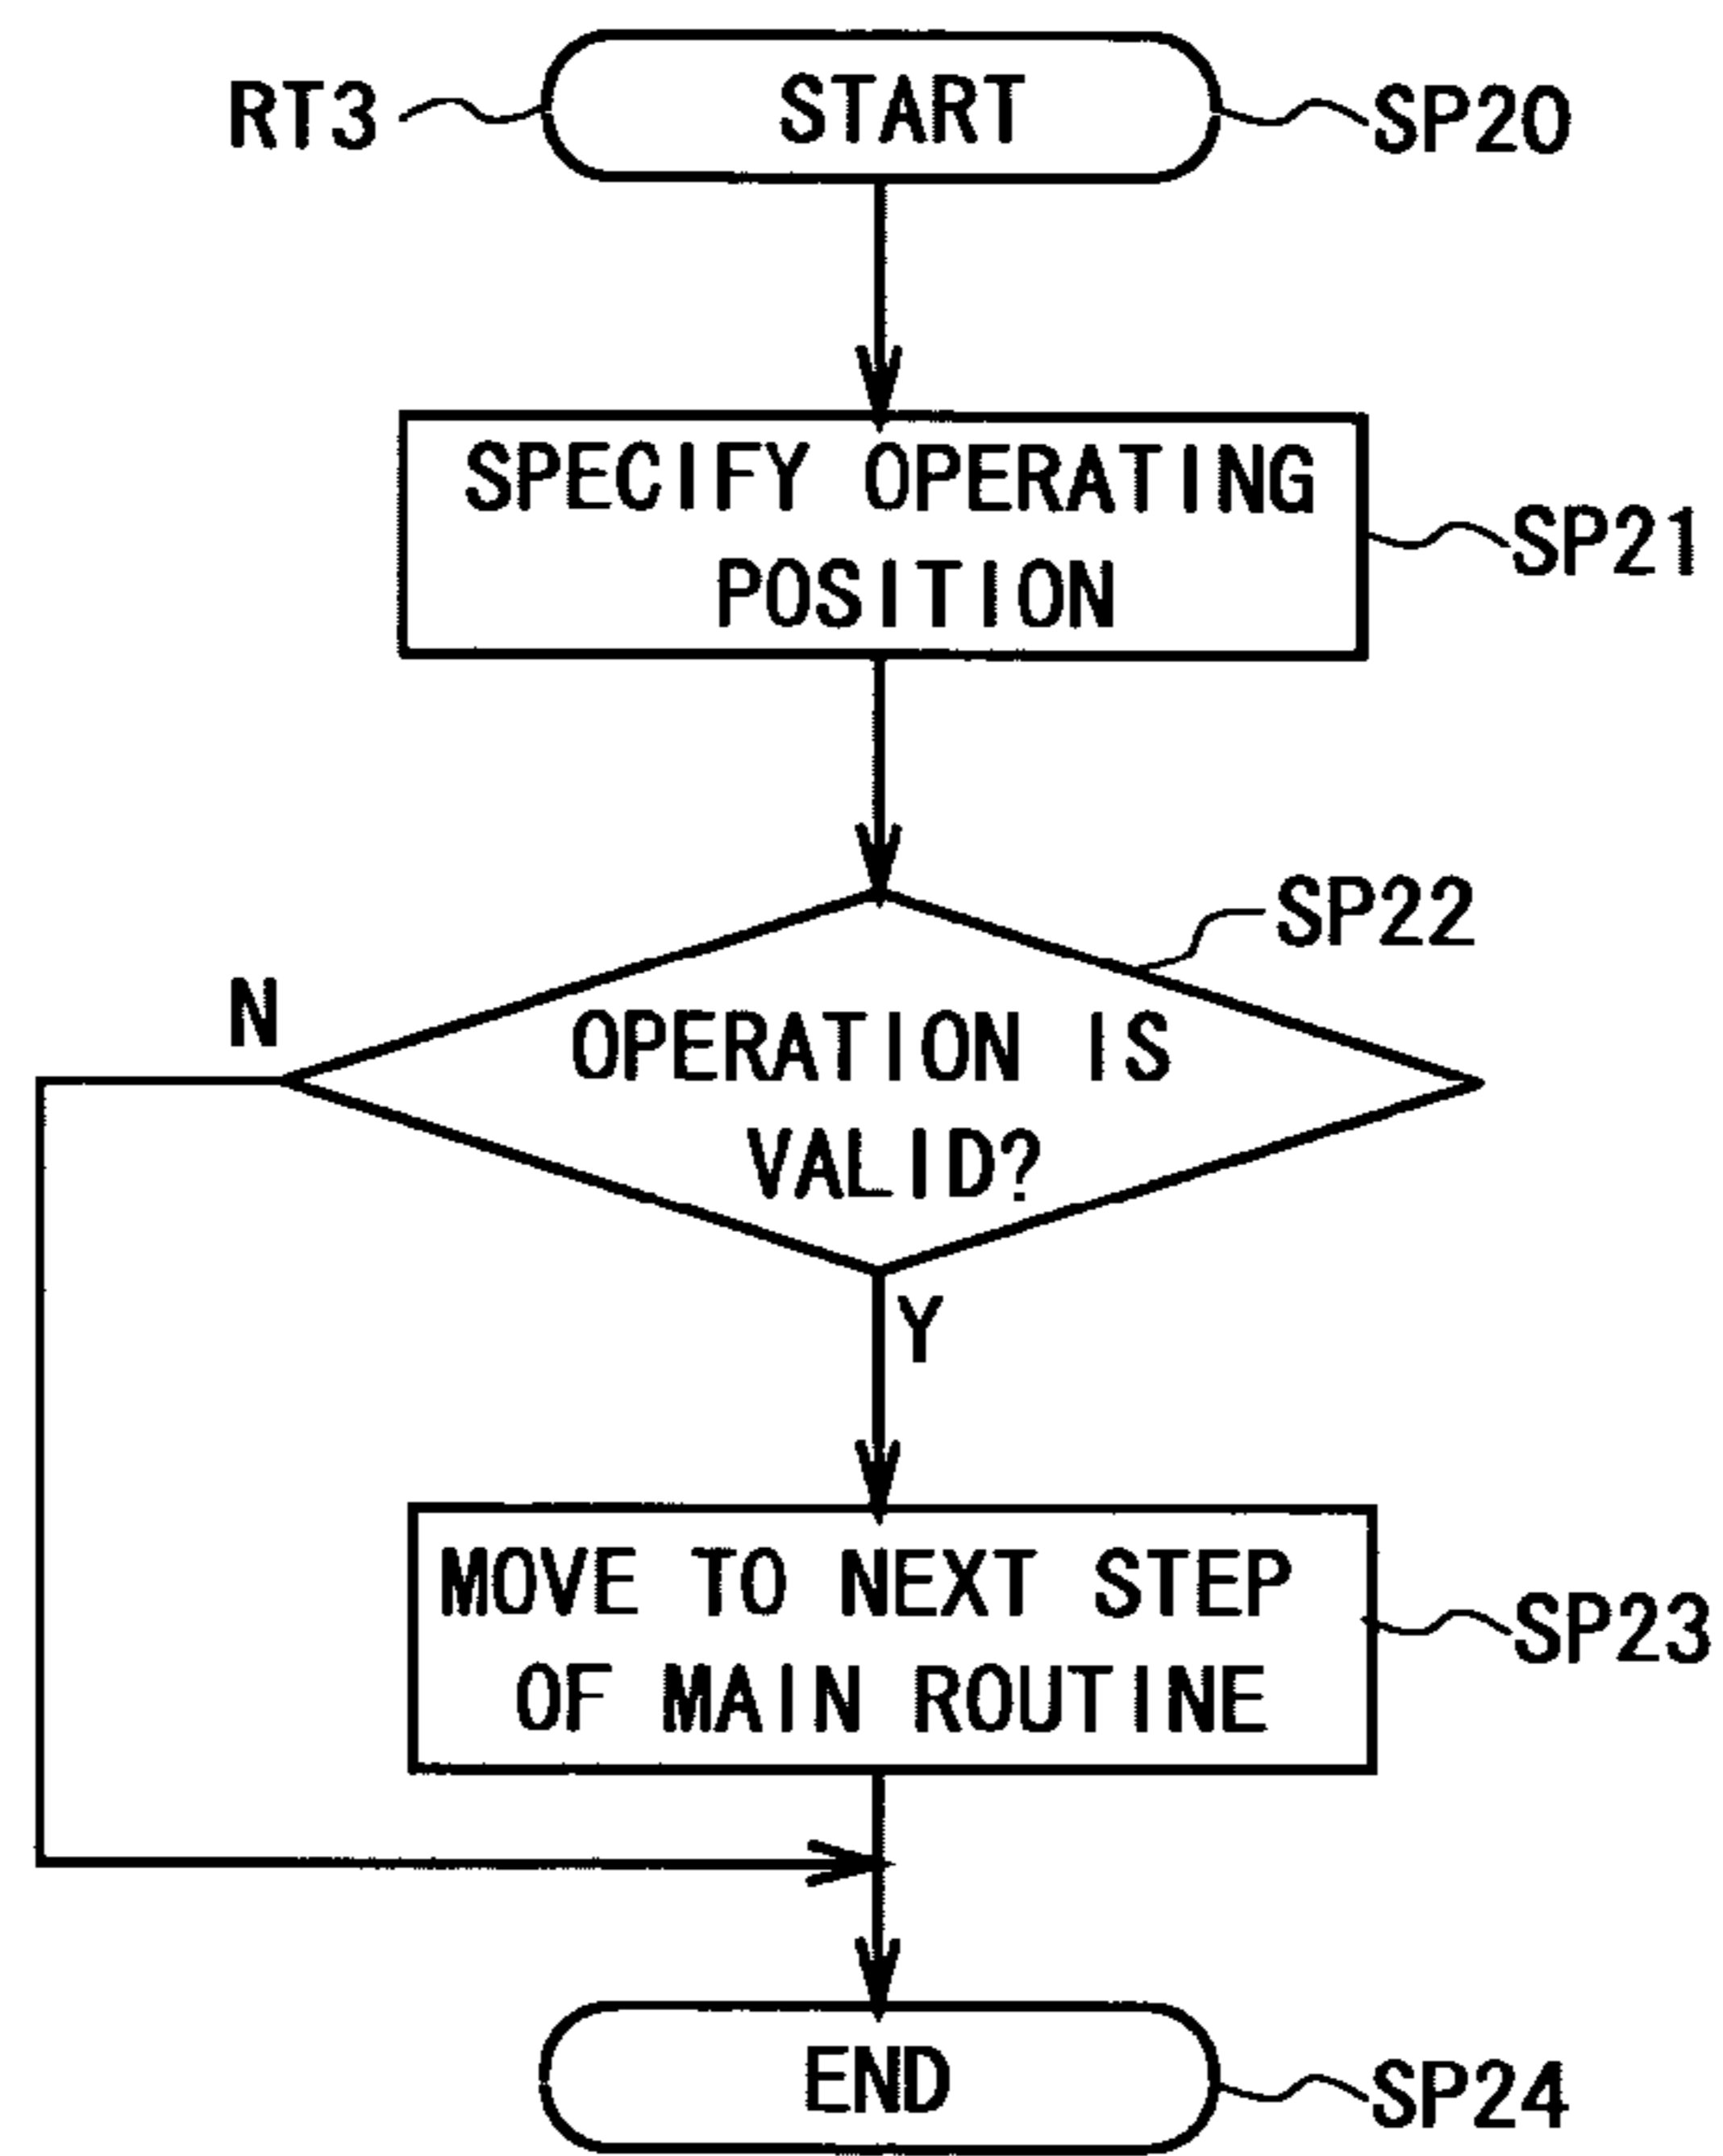 RT3
START
SP20
SPECIFY OPERATING
POSITION
SP21
SP22
N
OPERATION IS
VALID?
Y
MOVE TO NEXT STEP
OF MAIN ROUTINE
SP23
END
SP24